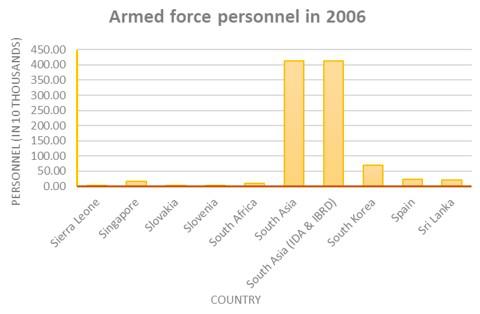 Armed force personnel in 2006
PERSONNEL (IN 10 THOUSANDS)
450.00
400.00
350.00
300.00
250.00
200.00
150.00
100.00
50.00
0.00
Sierra Leone
Singapore
Slovakia
Slovenia
South Africa
South Asia
South Asia (IDA & IBRD)
South Korea
Spain
Sri Lanka
COUNTRY